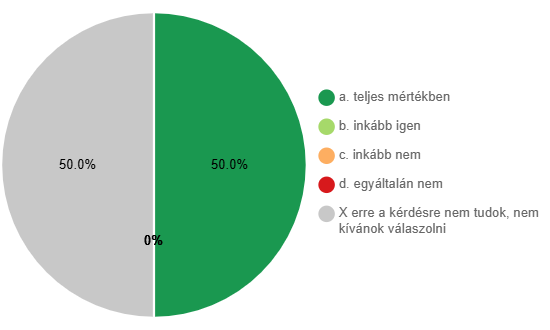 50.0%
50.0%
0%
a. teljes mértékben
b. inkább igen
c. inkább nem
d. egyáltalán nem
X erre a kérdésre nem tudok, nem
kívánok válaszolni